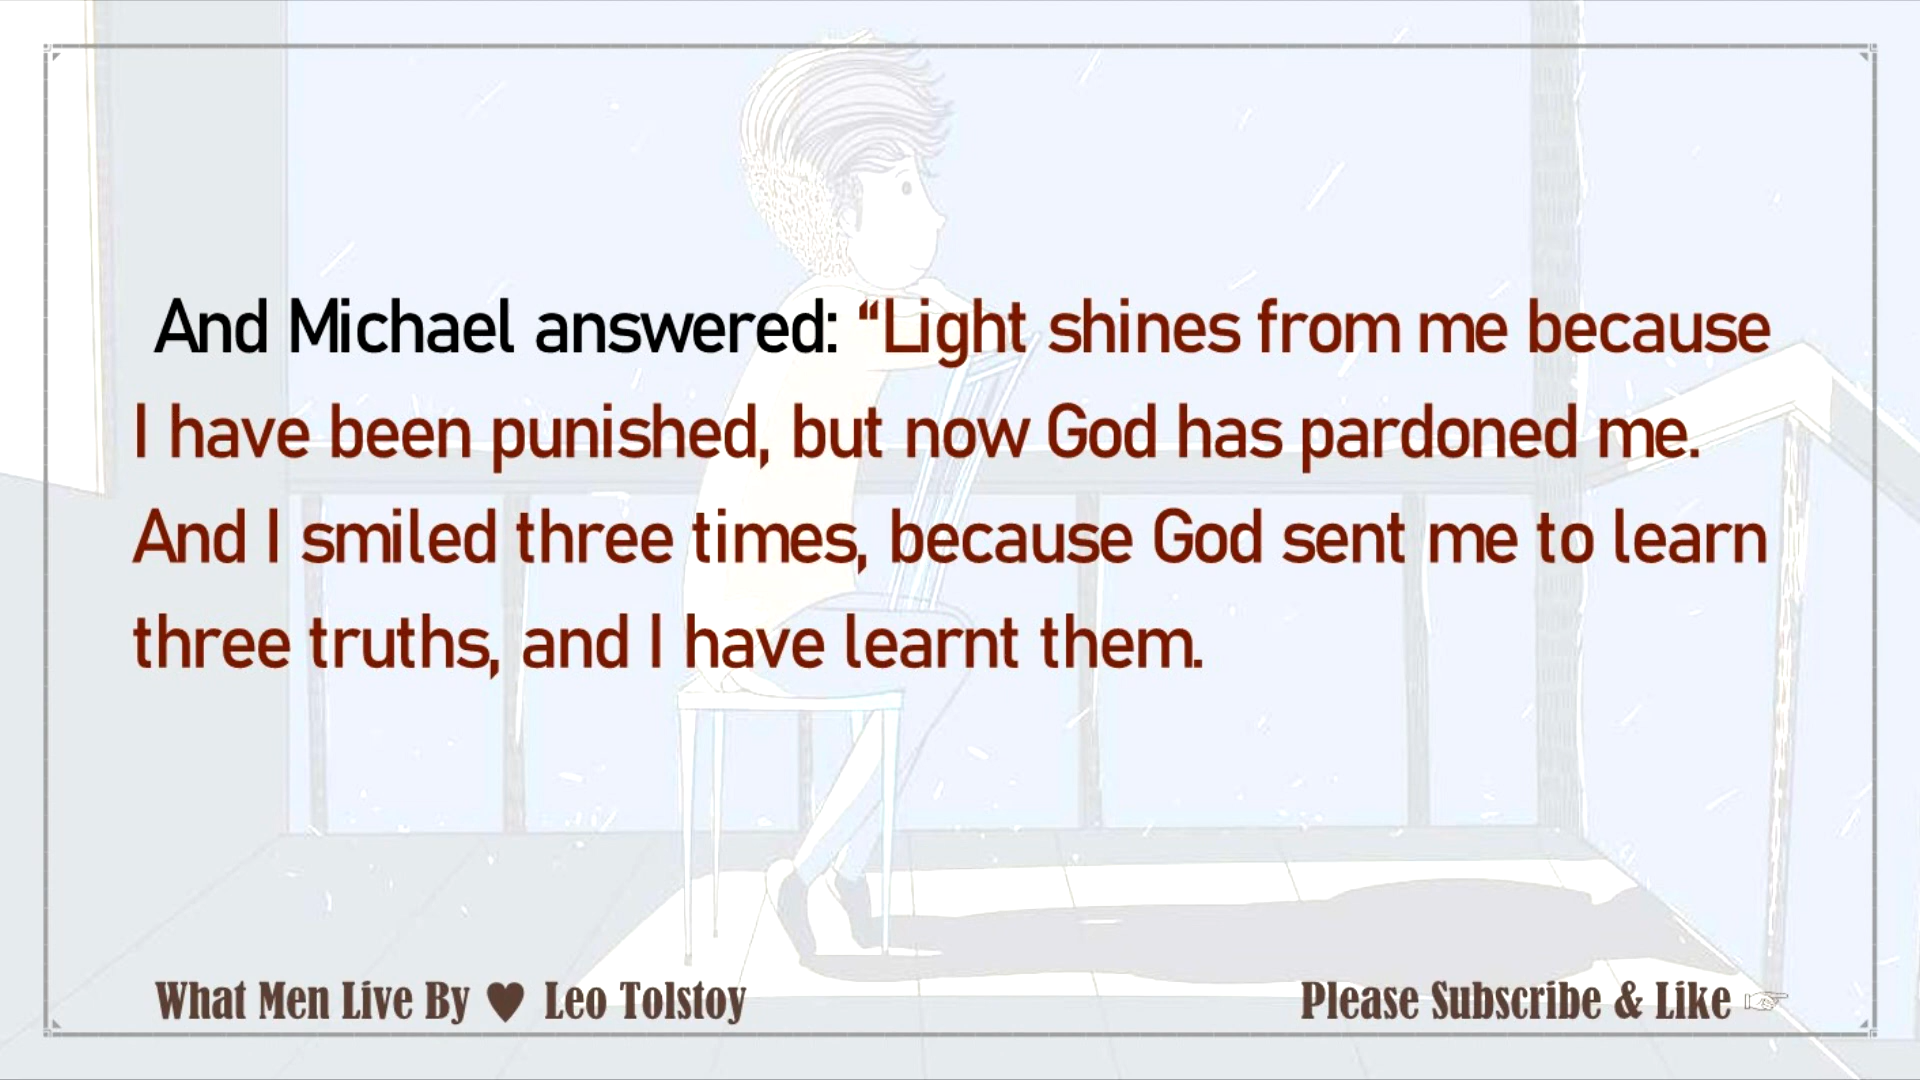 And Michael answered: “Light shines from me because
I have been punished, but now God has pardoned me.
And I smiled three times, because God sent me to learn
three truths, and I have learnt them.
What Men Live By ♥ Leo Tolstoy
Please Subscribe & Like ☞